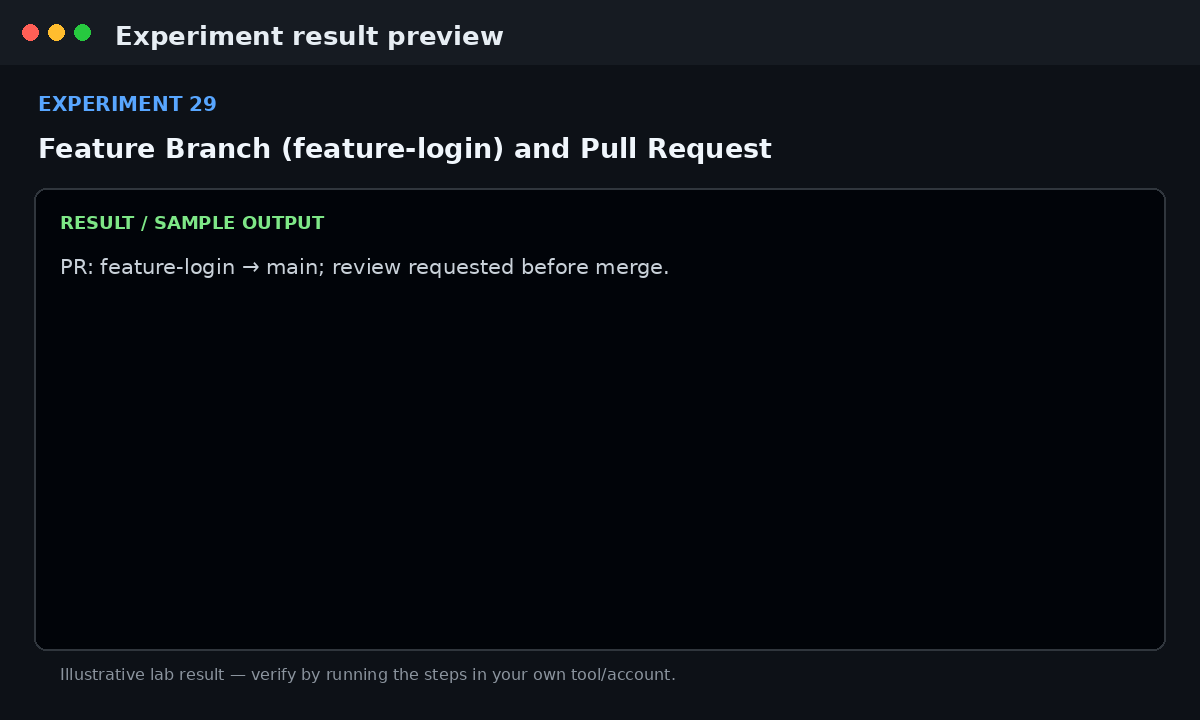 Experiment result preview
EXPERIMENT 29
Feature Branch (feature-login) and Pull Request
RESULT / SAMPLE OUTPUT
PR: feature-login → main; review requested before merge.
Illustrative lab result — verify by running the steps in your own tool/account.